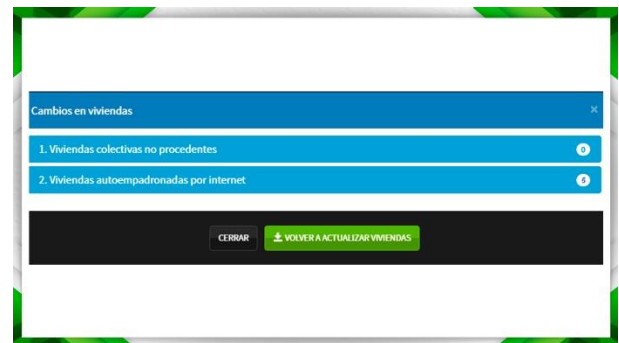 Cambios en viviendas ×
1. Viviendas colectivas no procedentes 0
2. Viviendas autoempadronadas por internet 6
CERRAR VOLVER A ACTUALIZAR VIVIENDAS